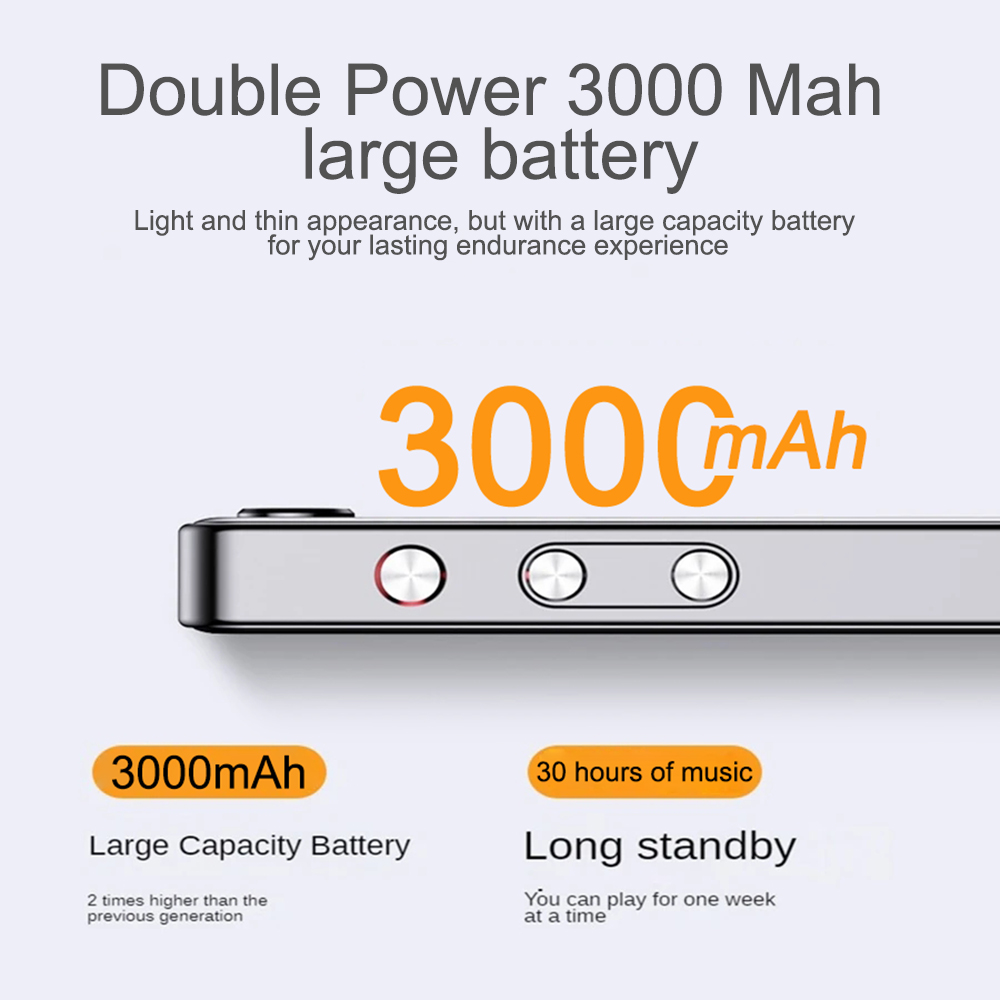 Double Power 3000 Mah
large battery
Light and thin appearance, but with a large capacity battery
for your lasting endurance experience
3000mAh
3000mAh
Large Capacity Battery
2 times higher than the
previous generation
30 hours of music
Long standby
You can play for one week
at a time